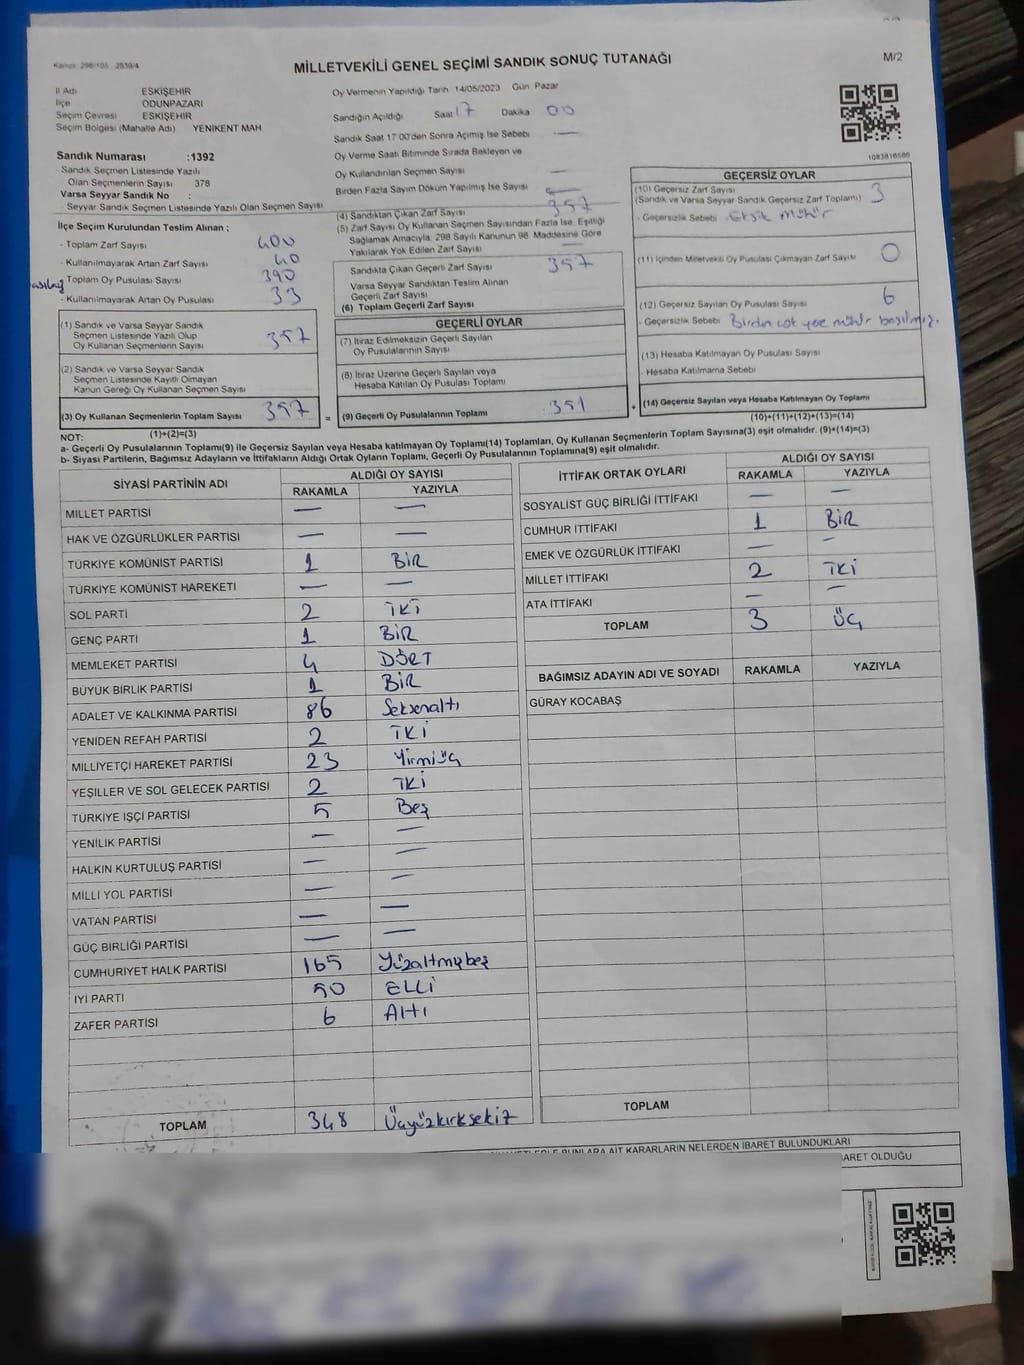 Kanun: 298/105 - 2839/4
MİLLETVEKİLİ GENEL SEÇİMİ SANDIK SONUÇ TUTANAĞI
M/2
İl Adı ESKİŞEHİR
İlçe ODUNPAZARI
Seçim Çevresi ESKİŞEHİR
Seçim Bölgesi (Mahalle Adı) YENİKENT MAH
Oy Vermenin Yapıldığı Tarih 14/05/2023 Gün Pazar
Sandığın Açıldığı Saat 17 Dakika 00
Sandık Saat 17 00'den Sonra Açımış İse Sebebi —
Oy Verme Saati Bitiminde Sırada Bekleyen ve
Oy Kullandırılan Seçmen Sayısı —
Birden Fazla Sayım Döküm Yapılmış İse Sayısı
1083816586
Sandık Numarası :1392
- Sandık Seçmen Listesinde Yazılı
Olan Seçmenlerin Sayısı 378
Varsa Seyyar Sandık No :
- Seyyar Sandık Seçmen Listesinde Yazılı Olan Seçmen Sayısı
İlçe Seçim Kurulundan Teslim Alınan ;
- Toplam Zarf Sayısı 400
- Kullanılmayarak Artan Zarf Sayısı 40
- Toplam Oy Pusulası Sayısı 390
- Kullanılmayarak Artan Oy Pusulası 33
(4) Sandıktan Çıkan Zarf Sayısı 357
(5) Zarf Sayısı Oy Kullanan Seçmen Sayısından Fazla İse, Eşitliği
Sağlamak Amacıyla, 298 Sayılı Kanunun 98. Maddesine Göre
Yakılarak Yok Edilen Zarf Sayısı —
Sandıkta Çıkan Geçerli Zarf Sayısı 357
Varsa Seyyar Sandıktan Teslim Alınan
Geçerli Zarf Sayısı
(6) Toplam Geçerli Zarf Sayısı
GEÇERSİZ OYLAR
(10) Geçersiz Zarf Sayısı 3
(Sandık ve Varsa Seyyar Sandık Geçersiz Zarf Toplamı)
- Geçersizlik Sebebi : Eksik mühür
(11) İçinden Milletvekili Oy Pusulası Çıkmayan Zarf Sayısı 0
(12) Geçersiz Sayılan Oy Pusulası Sayısı 6
- Geçersizlik Sebebi Birden çok yere mühür basılmış.
(13) Hesaba Katılmayan Oy Pusulası Sayısı
- Hesaba Katılmama Sebebi
(14) Geçersiz Sayılan veya Hesaba Katılmayan Oy Toplamı
(10)+(11)+(12)+(13)=(14)
(1) Sandık ve Varsa Seyyar Sandık
Seçmen Listesinde Yazılı Olup
Oy Kullanan Seçmenlerin Sayısı 357
(2) Sandık ve Varsa Seyyar Sandık
Seçmen Listesinde Kayıtlı Olmayan
Kanun Gereği Oy Kullanan Seçmen Sayısı
(3) Oy Kullanan Seçmenlerin Toplam Sayısı 357
(1)+(2)=(3)
GEÇERLİ OYLAR
(7) İtiraz Edilmeksizin Geçerli Sayılan
Oy Pusulalarının Sayısı
(8) İtiraz Üzerine Geçerli Sayılan veya
Hesaba Katılan Oy Pusulası Toplamı
= (9) Geçerli Oy Pusulalarının Toplamı 351 +
NOT:
a- Geçerli Oy Pusulalarının Toplamı(9) ile Geçersiz Sayılan veya Hesaba katılmayan Oy Toplamı(14) Toplamları, Oy Kullanan Seçmenlerin Toplam Sayısına(3) eşit olmalıdır. (9)+(14)=(3)
b- Siyasi Partilerin, Bağımsız Adayların ve İttifakların Aldığı Ortak Oyların Toplamı, Geçerli Oy Pusulalarının Toplamına(9) eşit olmalıdır.
SİYASİ PARTİNİN ADI ALDIĞI OY SAYISI
RAKAMLA YAZIYLA
MİLLET PARTİSİ — —
HAK VE ÖZGÜRLÜKLER PARTİSİ — —
TÜRKİYE KOMÜNİST PARTİSİ 1 BİR
TÜRKİYE KOMÜNİST HAREKETİ — —
SOL PARTİ 2 İKİ
GENÇ PARTİ 1 BİR
MEMLEKET PARTİSİ 4 DÖRT
BÜYÜK BİRLİK PARTİSİ 1 BİR
ADALET VE KALKINMA PARTİSİ 86 Seksenaltı
YENİDEN REFAH PARTİSİ 2 İKİ
MİLLİYETÇİ HAREKET PARTİSİ 23 Yirmiüç
YEŞİLLER VE SOL GELECEK PARTİSİ 2 İKİ
TÜRKİYE İŞÇİ PARTİSİ 5 Beş
YENİLİK PARTİSİ — —
HALKIN KURTULUŞ PARTİSİ — —
MİLLİ YOL PARTİSİ — —
VATAN PARTİSİ — —
GÜÇ BİRLİĞİ PARTİSİ — —
CUMHURİYET HALK PARTİSİ 165 Yüzaltmışbeş
İYİ PARTİ 50 ELLİ
ZAFER PARTİSİ 6 Altı
TOPLAM 348 Üçyüzkırksekiz
İTTİFAK ORTAK OYLARI ALDIĞI OY SAYISI
RAKAMLA YAZIYLA
SOSYALİST GÜÇ BİRLİĞİ İTTİFAKI — —
CUMHUR İTTİFAKI 1 BİR
EMEK VE ÖZGÜRLÜK İTTİFAKI — —
MİLLET İTTİFAKI 2 İKİ
ATA İTTİFAKI — —
TOPLAM 3 ÜÇ
BAĞIMSIZ ADAYIN ADI VE SOYADI RAKAMLA YAZIYLA
GÜRAY KOCABAŞ
TOPLAM
BUNLARA AİT KARARLARIN NELERDEN İBARET BULUNDUKLARI
İBARET OLDUĞU